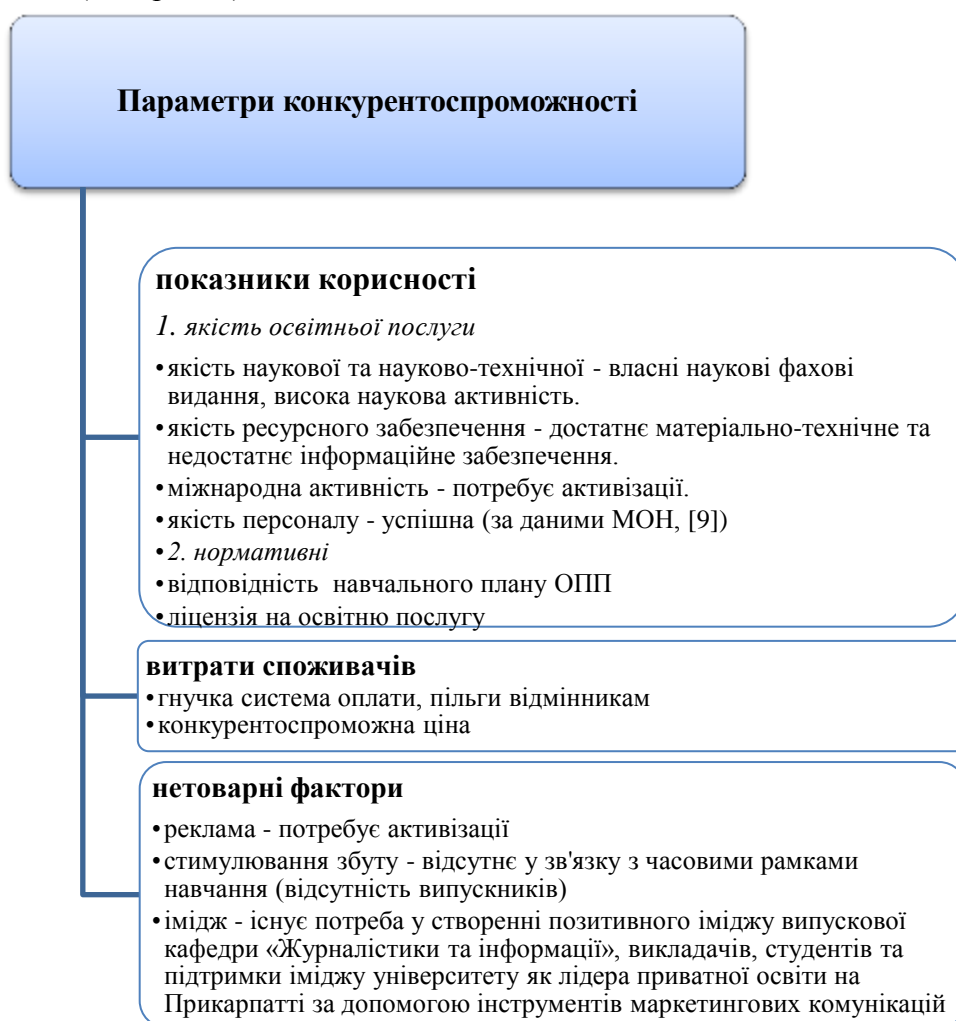 Параметри конкурентоспроможності
показники корисності
1. якість освітньої послуги
•якість наукової та науково-технічної - власні наукові фахові
видання, висока наукова активність.
•якість ресурсного забезпечення - достатнє матеріально-технічне та
недостатнє інформаційне забезпечення.
•міжнародна активність - потребує активізації.
•якість персоналу - успішна (за даними МОН, [9])
•2. нормативні
•відповідність навчального плану ОПП
•ліцензія на освітню послугу
витрати споживачів
•гнучка система оплати, пільги відмінникам
•конкурентоспроможна ціна
нетоварні фактори
•реклама - потребує активізації
•стимулювання збуту - відсутнє у зв'язку з часовими рамками
навчання (відсутність випускників)
•імідж - існує потреба у створенні позитивного іміджу випускової
кафедри «Журналістики та інформації», викладачів, студентів та
підтримки іміджу університету як лідера приватної освіти на
Прикарпатті за допомогою інструментів маркетингових комунікацій